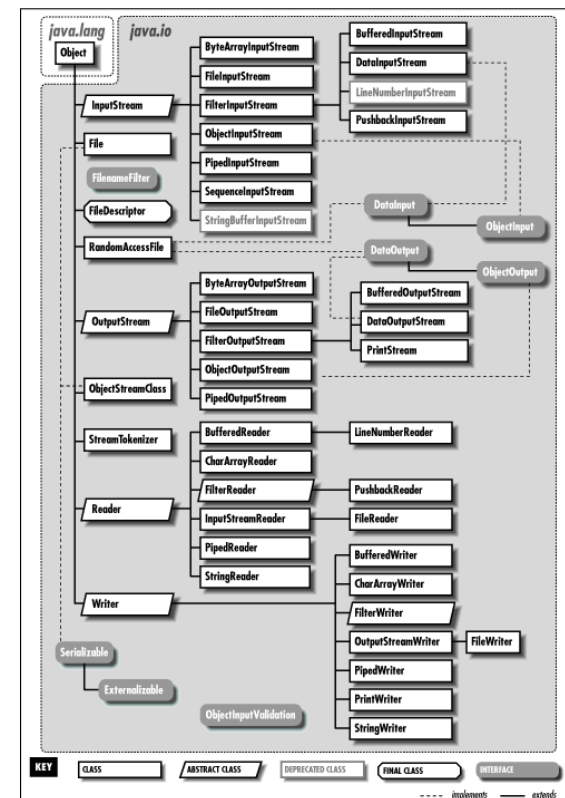 java.lang
java.io
Object
InputStream
ByteArrayInputStream
FileInputStream
FilterInputStream
ObjectInputStream
PipedInputStream
SequenceInputStream
StringBufferInputStream
BufferedInputStream
DataInputStream
LineNumberInputStream
PushbackInputStream
File
FilenameFilter
FileDescriptor
RandomAccessFile
DataInput
ObjectInput
DataOutput
ObjectOutput
OutputStream
ByteArrayOutputStream
FileOutputStream
FilterOutputStream
ObjectOutputStream
PipedOutputStream
BufferedOutputStream
DataOutputStream
PrintStream
ObjectStreamClass
StreamTokenizer
Reader
BufferedReader
CharArrayReader
FilterReader
InputStreamReader
PipedReader
StringReader
LineNumberReader
PushbackReader
FileReader
Writer
BufferedWriter
CharArrayWriter
FilterWriter
OutputStreamWriter
FileWriter
PipedWriter
PrintWriter
StringWriter
Serializable
Externalizable
ObjectInputValidation
KEY
CLASS
ABSTRACT CLASS
DEPRECATED CLASS
FINAL CLASS
INTERFACE
implements
extends